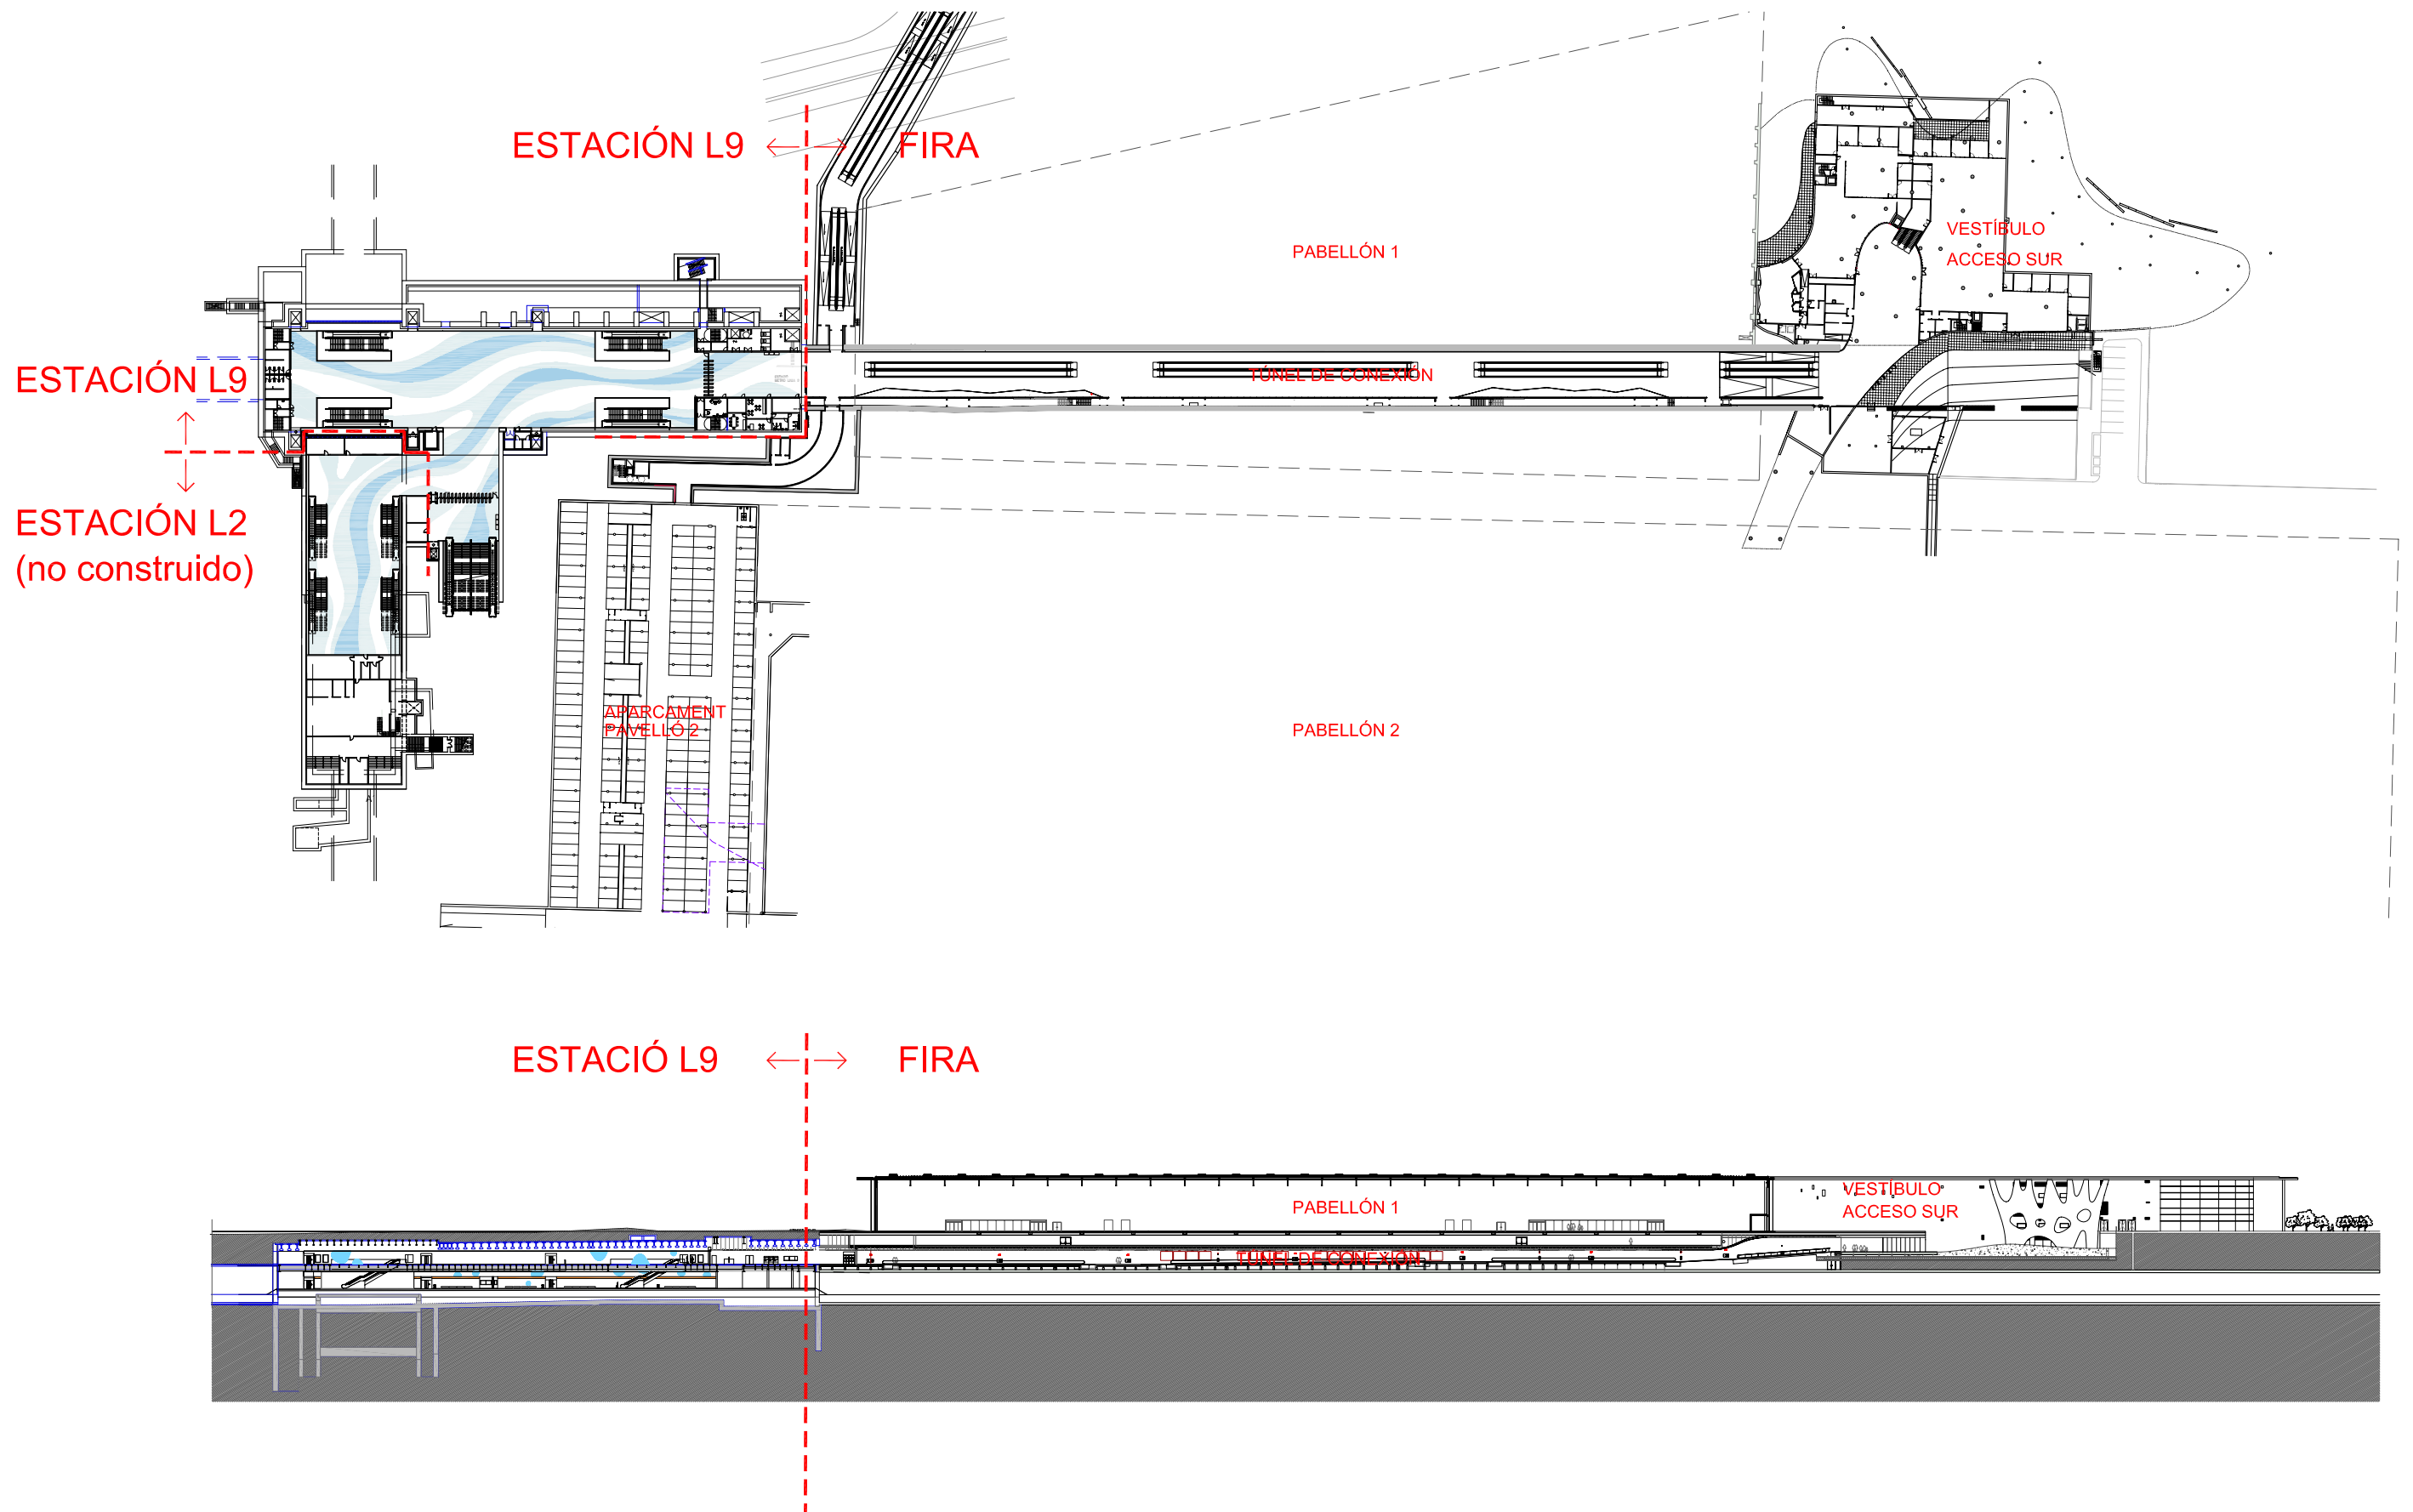 ESTACIÓN L9
FIRA
PABELLÓN 1
VESTÍBULO
ACCESO SUR
ESTACIÓN L9
TÚNEL DE CONEXIÓN
ESTACIÓN L2
(no construido)
APARCAMENT
PAVELLÓ 2
PABELLÓN 2
ESTACIÓ L9
FIRA
PABELLÓN 1
VESTÍBULO
ACCESO SUR
TÚNEL DE CONEXIÓN